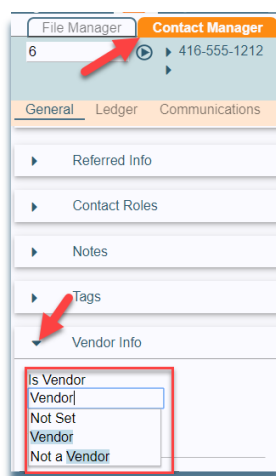 File Manager Contact Manager
6 416-555-1212
General Ledger Communications
Referred Info
Contact Roles
Notes
Tags
Vendor Info
Is Vendor
Vendor
Not Set
Vendor
Not a Vendor